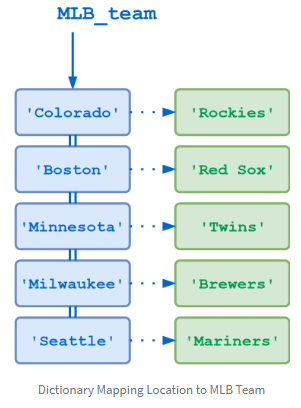 MLB_team
'Colorado' 'Rockies'
'Boston' 'Red Sox'
'Minnesota' 'Twins'
'Milwaukee' 'Brewers'
'Seattle' 'Mariners'
Dictionary Mapping Location to MLB Team